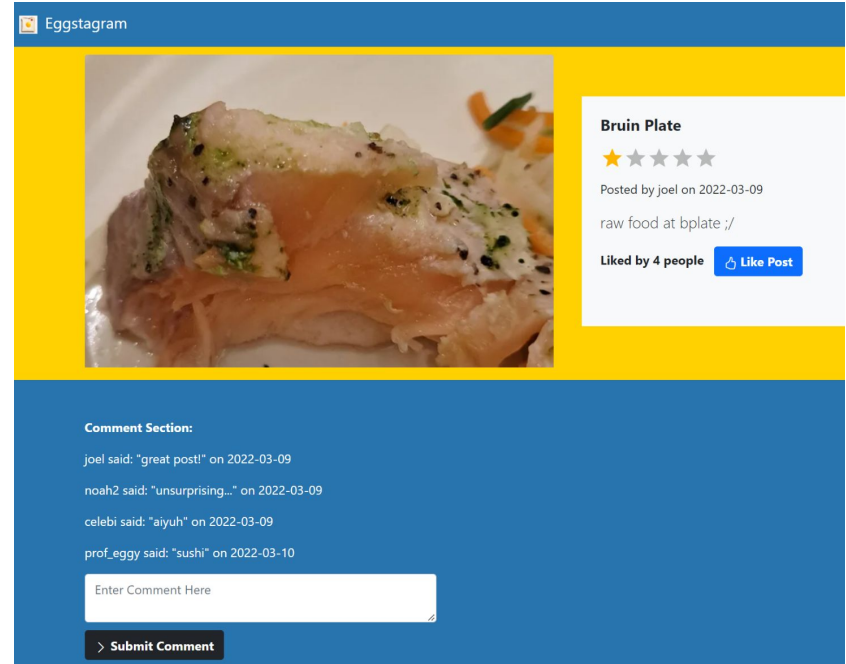 Eggstagram
Bruin Plate
Posted by joel on 2022-03-09
raw food at bplate ;/
Liked by 4 people
Like Post
Comment Section:
joel said: "great post!" on 2022-03-09
noah2 said: "unsurprising..." on 2022-03-09
celebi said: "aiyuh" on 2022-03-09
prof_eggy said: "sushi" on 2022-03-10
Enter Comment Here
Submit Comment